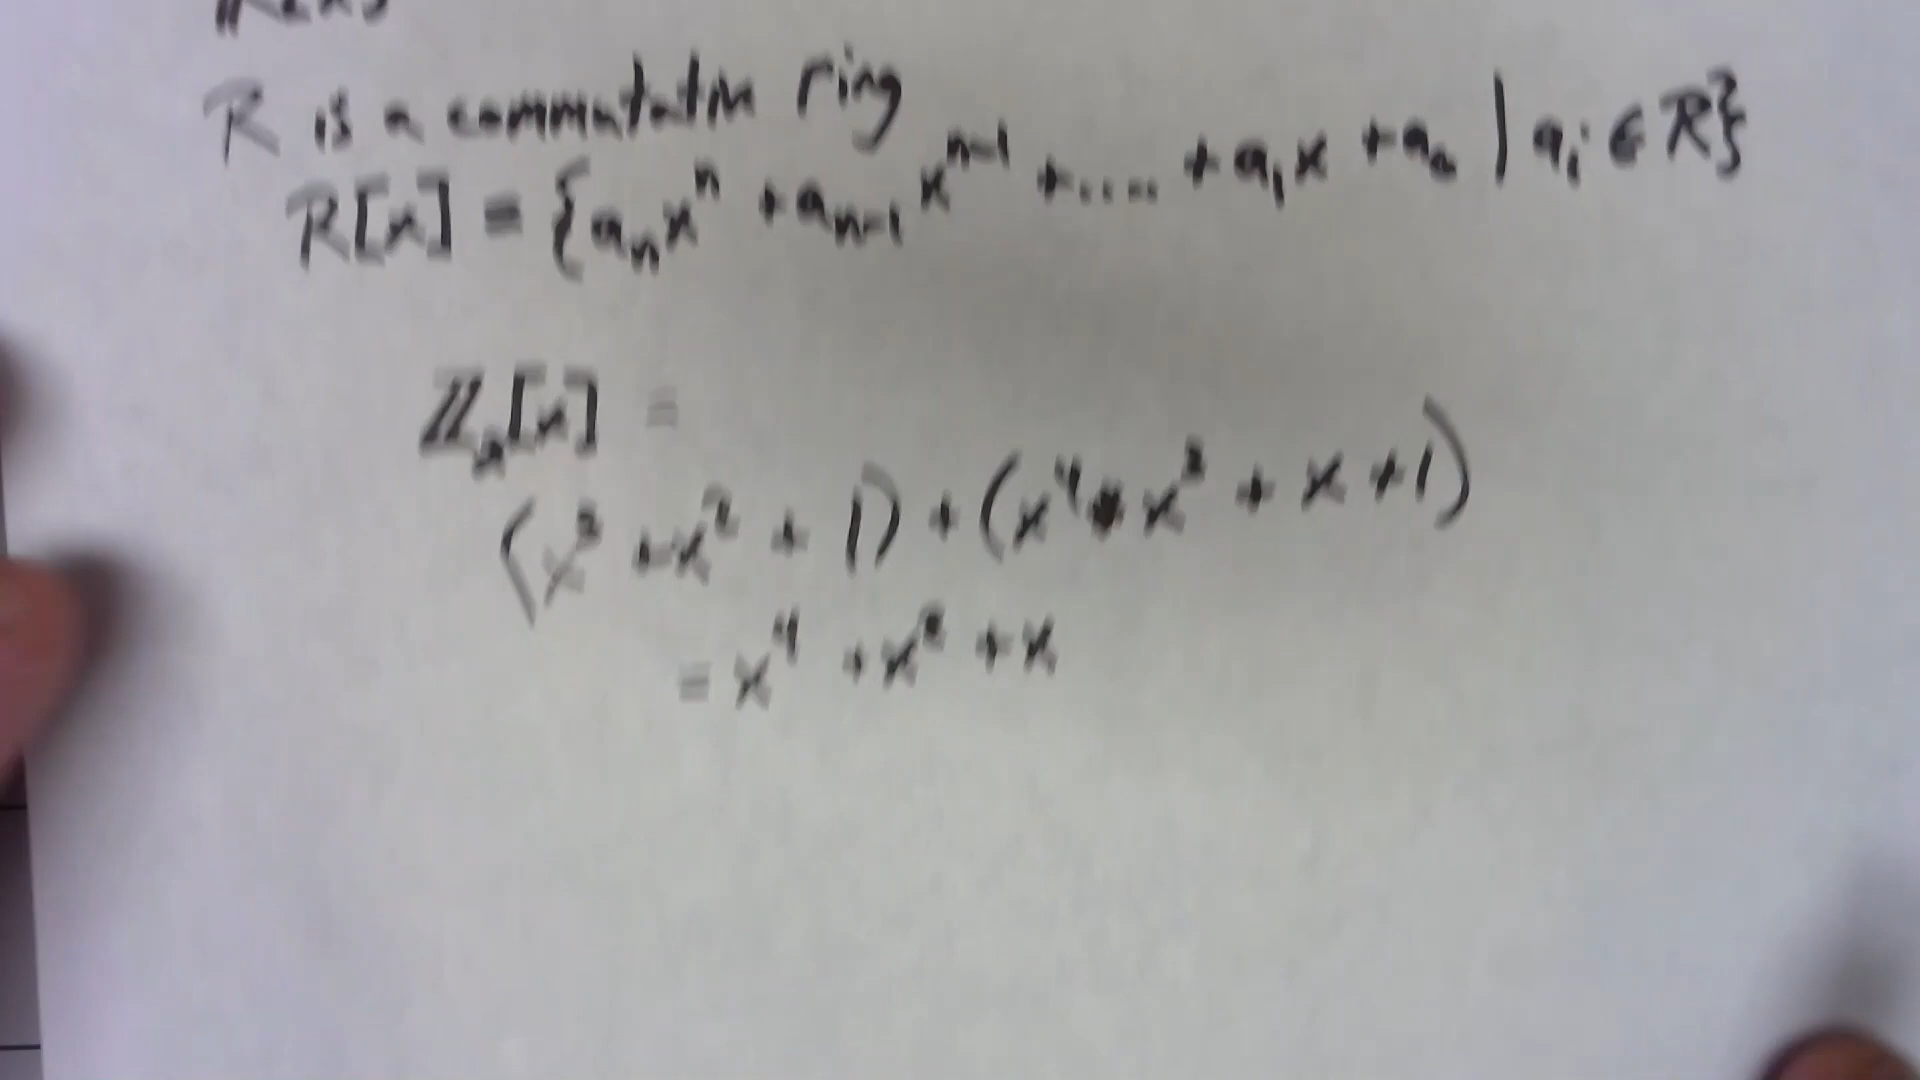 R is a commutative ring
R[x] = {aₙxⁿ + aₙ₋₁xⁿ⁻¹ + .... + a₁x + a₀ | aᵢ ∈ R}
ℤ₂[x] =
(x³ + x² + 1) + (x⁴ + x³ + x + 1)
= x⁴ + x² + x